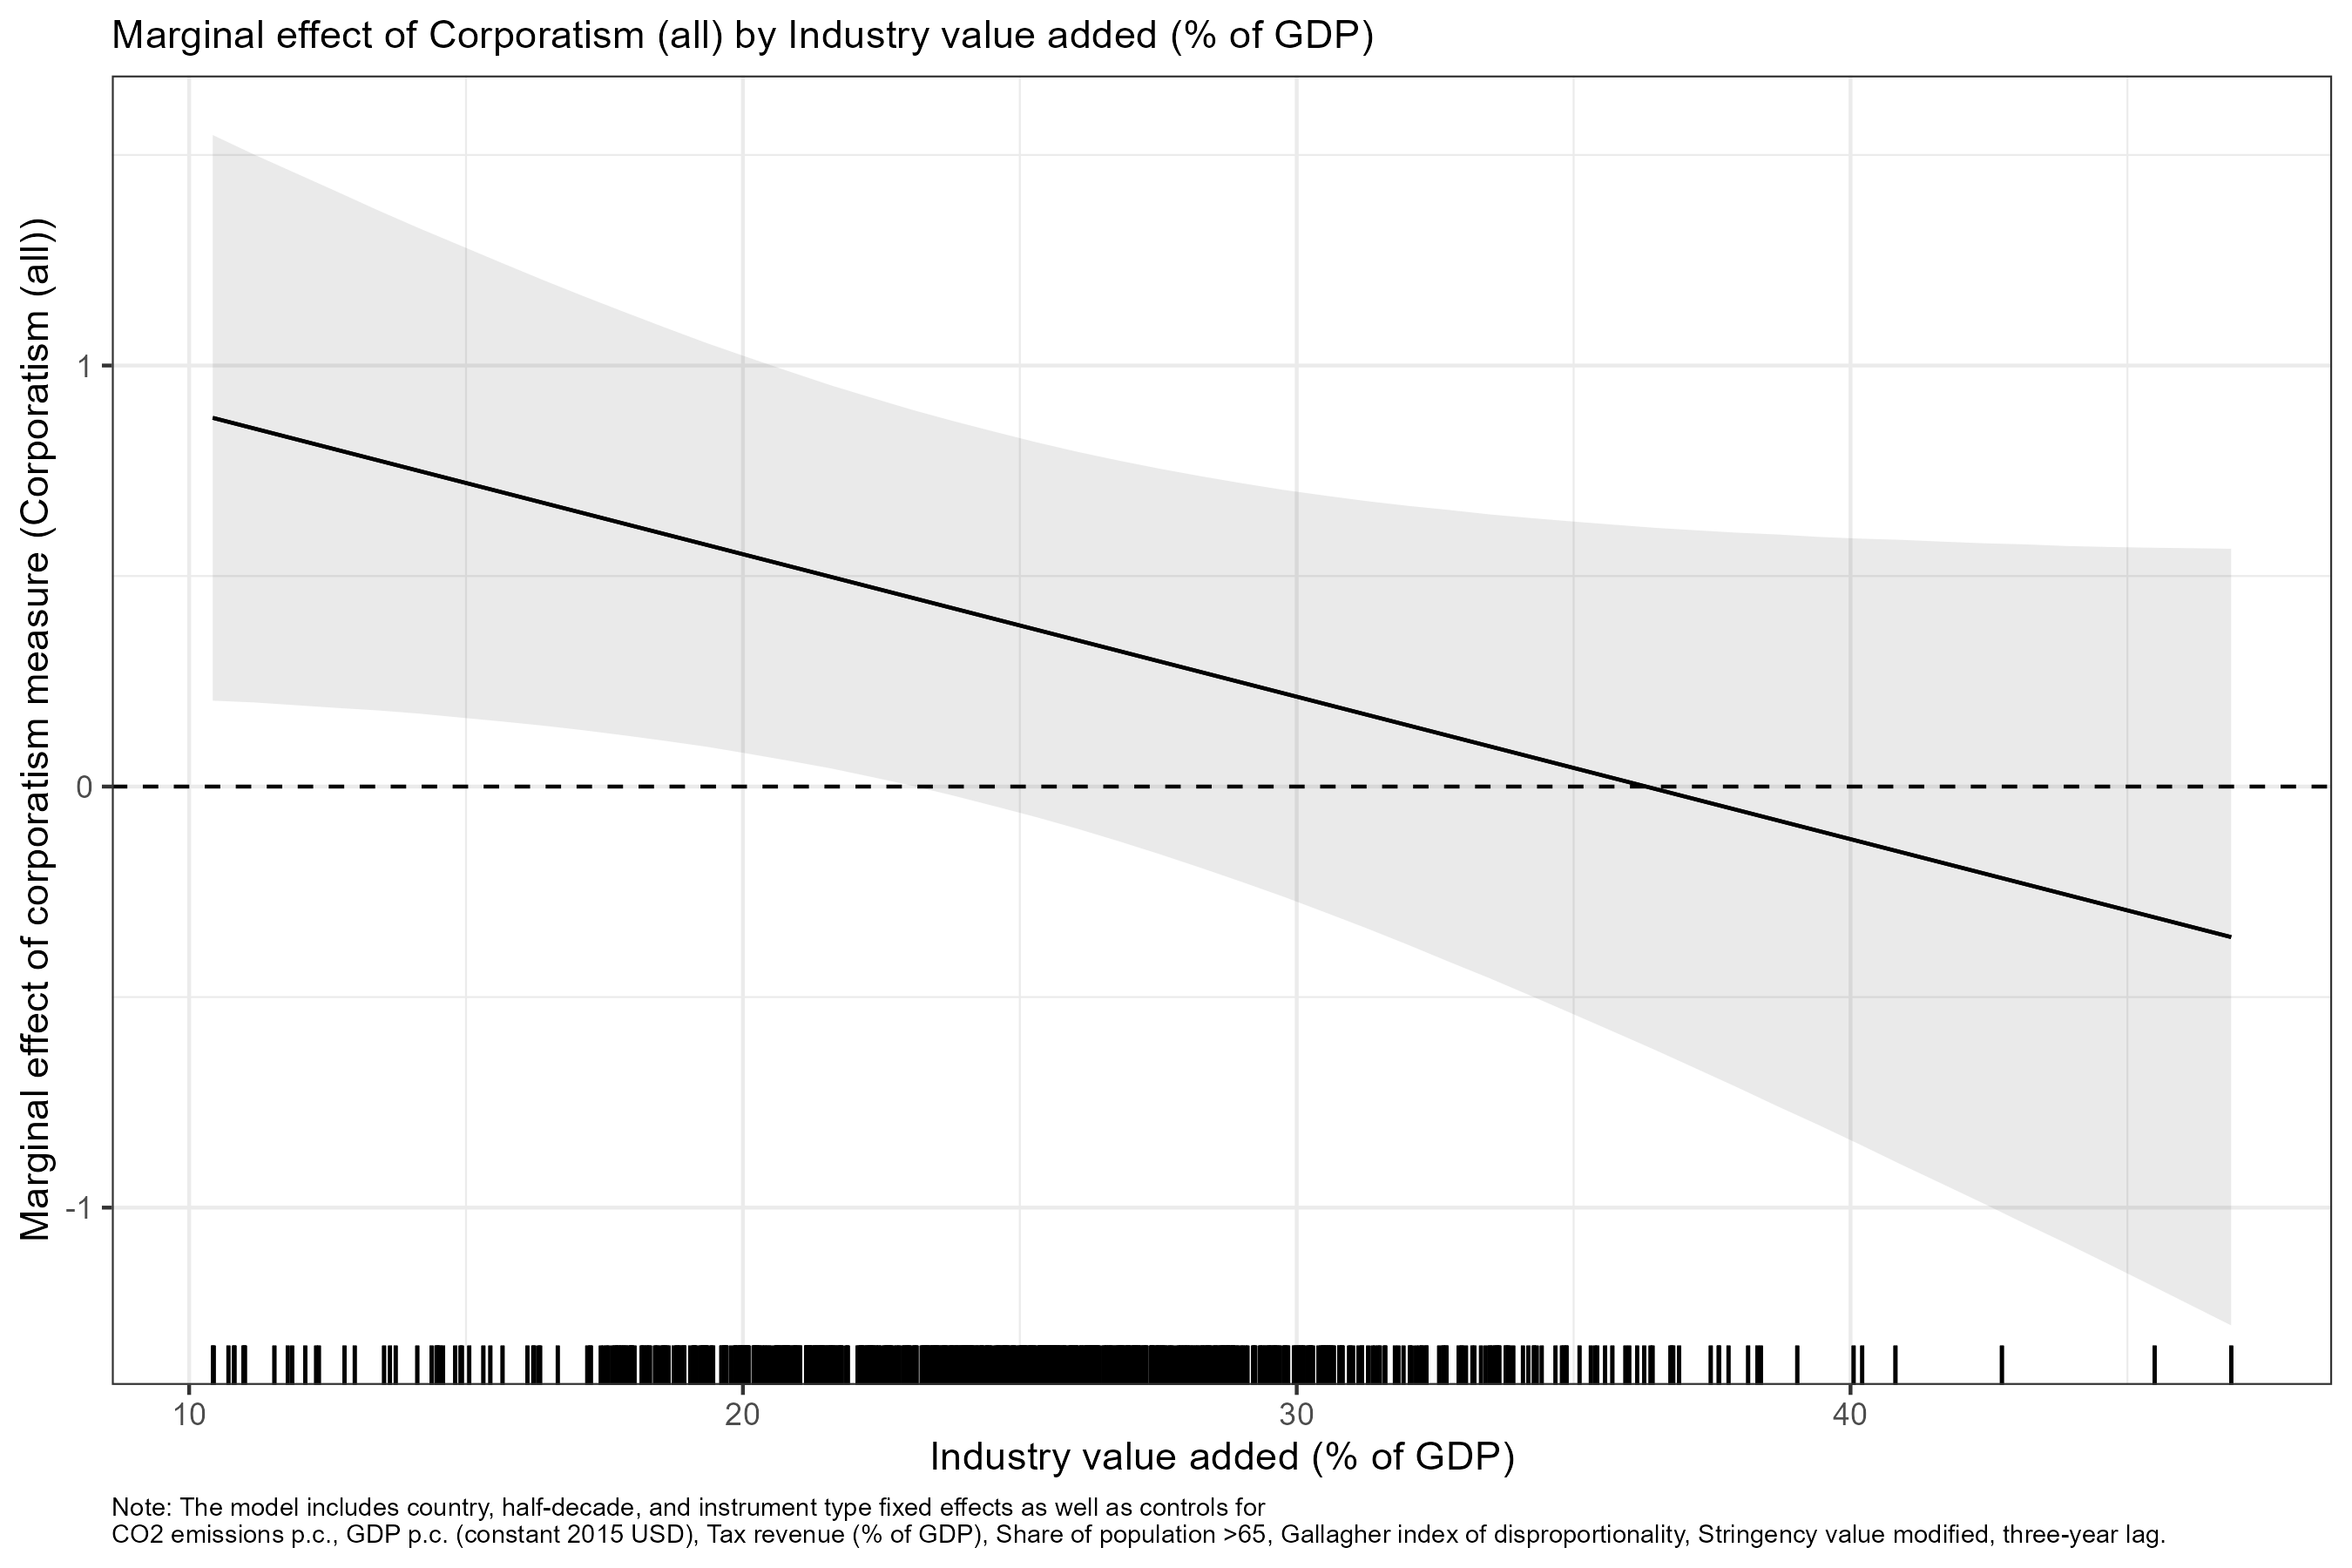 Marginal effect of Corporatism (all) by Industry value added (% of GDP)
Marginal effect of corporatism measure (Corporatism (all))
1
0
-1
10
20
30
40
Industry value added (% of GDP)
Note: The model includes country, half-decade, and instrument type fixed effects as well as controls for
CO2 emissions p.c., GDP p.c. (constant 2015 USD), Tax revenue (% of GDP), Share of population >65, Gallagher index of disproportionality, Stringency value modified, three-year lag.